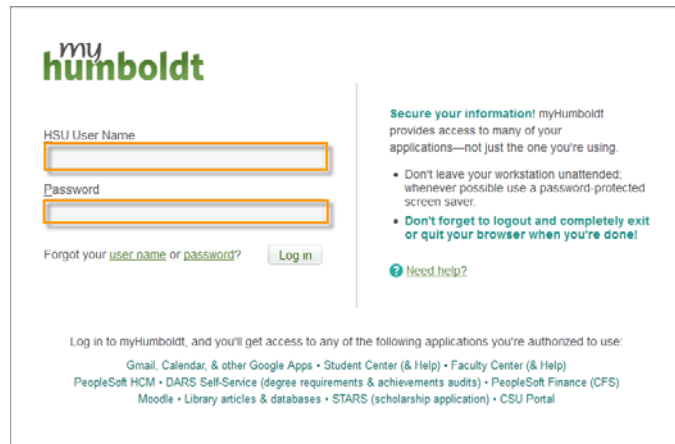 my
humboldt
HSU User Name
Password
Forgot your user name or password?
Log in
Secure your information! myHumboldt
provides access to many of your
applications—not just the one you're using.
• Don't leave your workstation unattended;
whenever possible use a password-protected
screen saver.
• Don't forget to logout and completely exit
or quit your browser when you're done!
? Need help?
Log in to myHumboldt, and you'll get access to any of the following applications you're authorized to use:
Gmail, Calendar, & other Google Apps • Student Center (& Help) • Faculty Center (& Help)
PeopleSoft HCM • DARS Self-Service (degree requirements & achievements audits) • PeopleSoft Finance (CFS)
Moodle • Library articles & databases • STARS (scholarship application) • CSU Portal